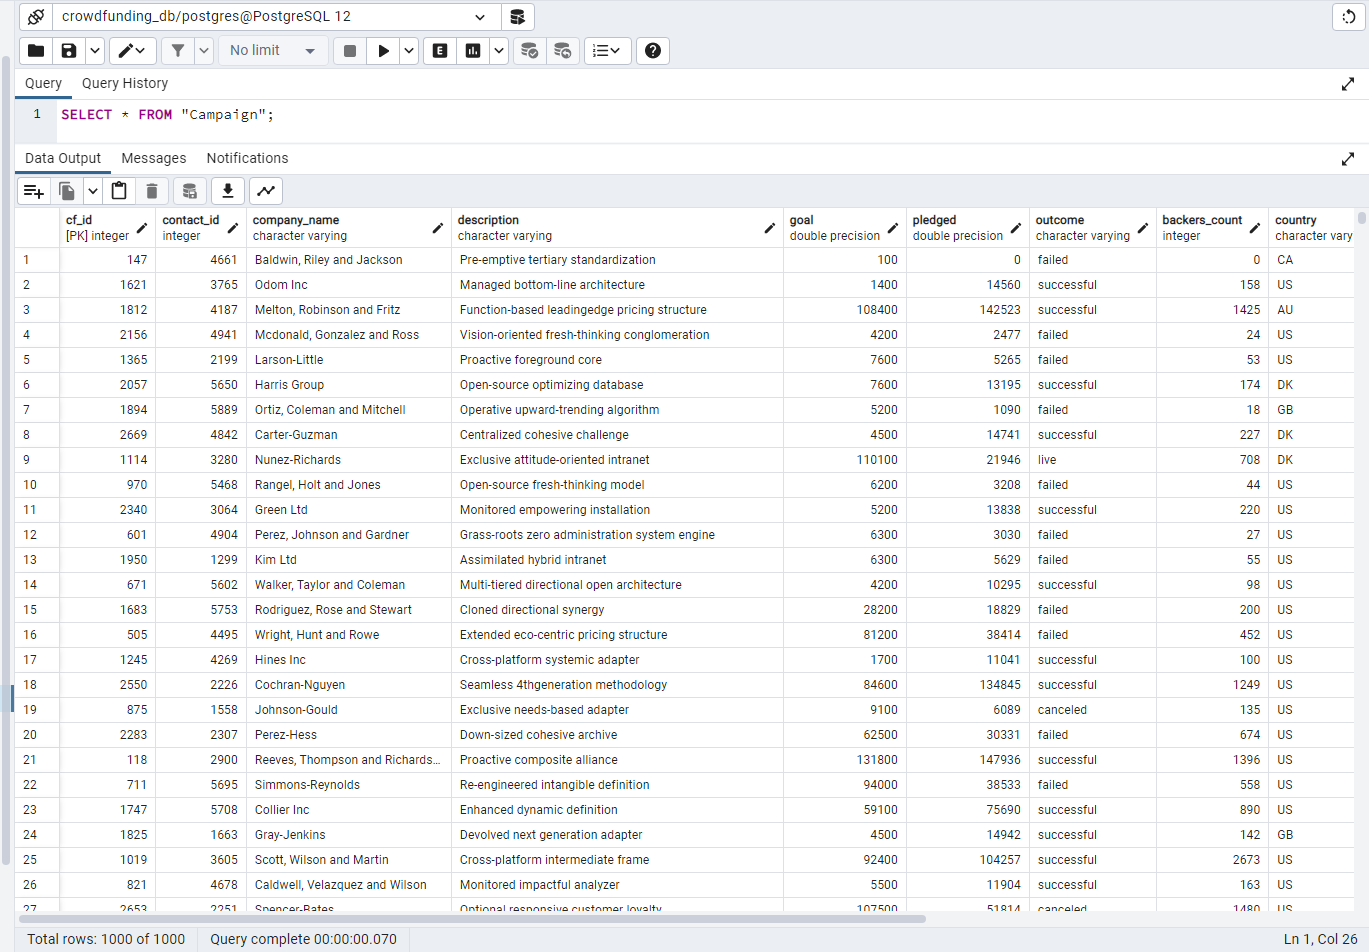 crowdfunding_db/postgres@PostgreSQL 12
No limit
E
Query Query History
1 SELECT * FROM "Campaign";
Data Output Messages Notifications
cf_id contact_id company_name description goal pledged outcome backers_count country
[PK] integer integer character varying character varying double precision double precision character varying integer character vary
1 147 4661 Baldwin, Riley and Jackson Pre-emptive tertiary standardization 100 0 failed 0 CA
2 1621 3765 Odom Inc Managed bottom-line architecture 1400 14560 successful 158 US
3 1812 4187 Melton, Robinson and Fritz Function-based leadingedge pricing structure 108400 142523 successful 1425 AU
4 2156 4941 Mcdonald, Gonzalez and Ross Vision-oriented fresh-thinking conglomeration 4200 2477 failed 24 US
5 1365 2199 Larson-Little Proactive foreground core 7600 5265 failed 53 US
6 2057 5650 Harris Group Open-source optimizing database 7600 13195 successful 174 DK
7 1894 5889 Ortiz, Coleman and Mitchell Operative upward-trending algorithm 5200 1090 failed 18 GB
8 2669 4842 Carter-Guzman Centralized cohesive challenge 4500 14741 successful 227 DK
9 1114 3280 Nunez-Richards Exclusive attitude-oriented intranet 110100 21946 live 708 DK
10 970 5468 Rangel, Holt and Jones Open-source fresh-thinking model 6200 3208 failed 44 US
11 2340 3064 Green Ltd Monitored empowering installation 5200 13838 successful 220 US
12 601 4904 Perez, Johnson and Gardner Grass-roots zero administration system engine 6300 3030 failed 27 US
13 1950 1299 Kim Ltd Assimilated hybrid intranet 6300 5629 failed 55 US
14 671 5602 Walker, Taylor and Coleman Multi-tiered directional open architecture 4200 10295 successful 98 US
15 1683 5753 Rodriguez, Rose and Stewart Cloned directional synergy 28200 18829 failed 200 US
16 505 4495 Wright, Hunt and Rowe Extended eco-centric pricing structure 81200 38414 failed 452 US
17 1245 4269 Hines Inc Cross-platform systemic adapter 1700 11041 successful 100 US
18 2550 2226 Cochran-Nguyen Seamless 4thgeneration methodology 84600 134845 successful 1249 US
19 875 1558 Johnson-Gould Exclusive needs-based adapter 9100 6089 canceled 135 US
20 2283 2307 Perez-Hess Down-sized cohesive archive 62500 30331 failed 674 US
21 118 2900 Reeves, Thompson and Richards... Proactive composite alliance 131800 147936 successful 1396 US
22 711 5695 Simmons-Reynolds Re-engineered intangible definition 94000 38533 failed 558 US
23 1747 5708 Collier Inc Enhanced dynamic definition 59100 75690 successful 890 US
24 1825 1663 Gray-Jenkins Devolved next generation adapter 4500 14942 successful 142 GB
25 1019 3605 Scott, Wilson and Martin Cross-platform intermediate frame 92400 104257 successful 2673 US
26 821 4678 Caldwell, Velazquez and Wilson Monitored impactful analyzer 5500 11904 successful 163 US
27 2653 2251 Spencer-Bates Optional responsive customer loyalty 107500 51814 canceled 1480 US
Total rows: 1000 of 1000 Query complete 00:00:00.070 Ln 1, Col 26